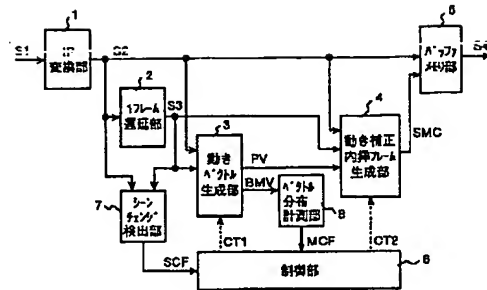 1
IP
変換部
S1
S2
2
1フレーム
遅延部
S3
3
動き
ベクトル
生成部
PV
BMV
4
動き補正
内挿フレーム
生成部
SMC
5
バッファ
メモリ部
S4
7
シーン
チェンジ
検出部
SCF
CT1
ベクトル
分布
計測部
8
MCF
CT2
制御部
6